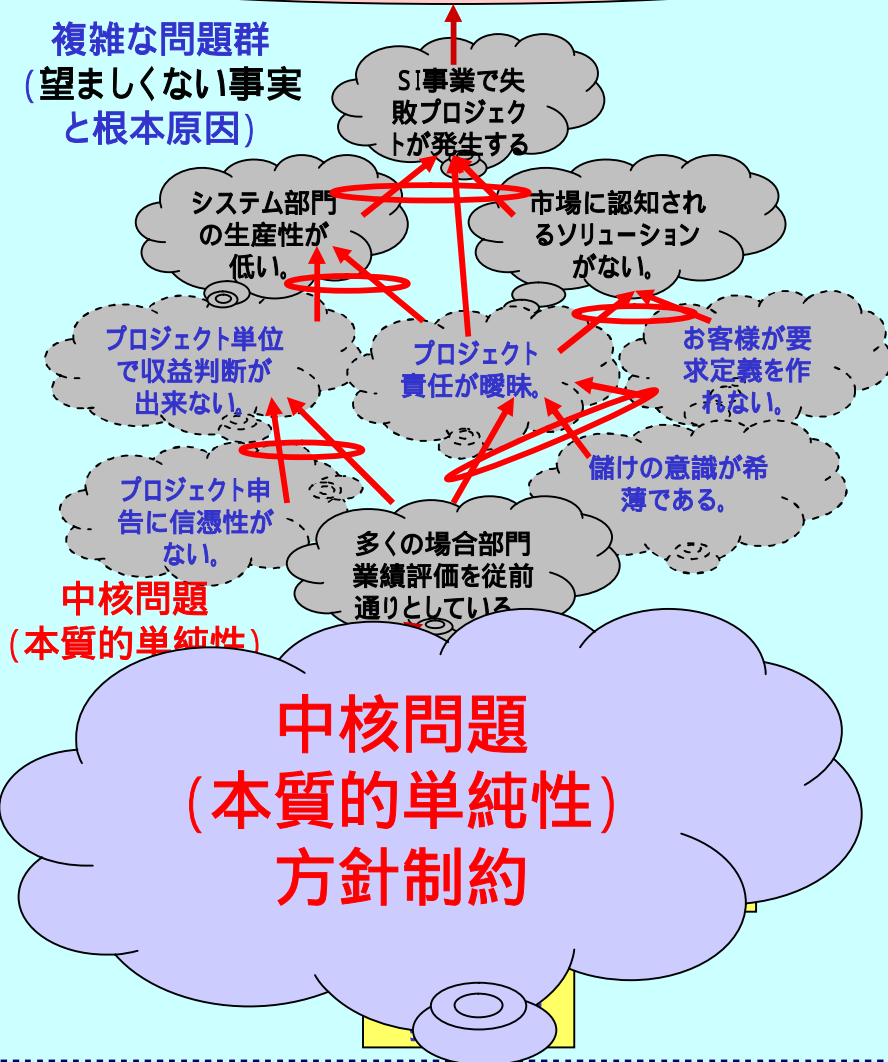 複雑な問題群
(望ましくない事実
と根本原因)
SI事業で失
敗プロジェク
トが発生する
システム部門
の生産性が
低い。
市場に認知され
るソリューション
がない。
プロジェクト単位
で収益判断が
出来ない。
プロジェクト
責任が曖昧。
お客様が要
求定義を作
れない。
プロジェクト申
告に信憑性が
ない。
儲けの意識が希
薄である。
多くの場合部門
業績評価を従前
通りとしている。
中核問題
(本質的単純性)
中核問題
(本質的単純性)
方針制約